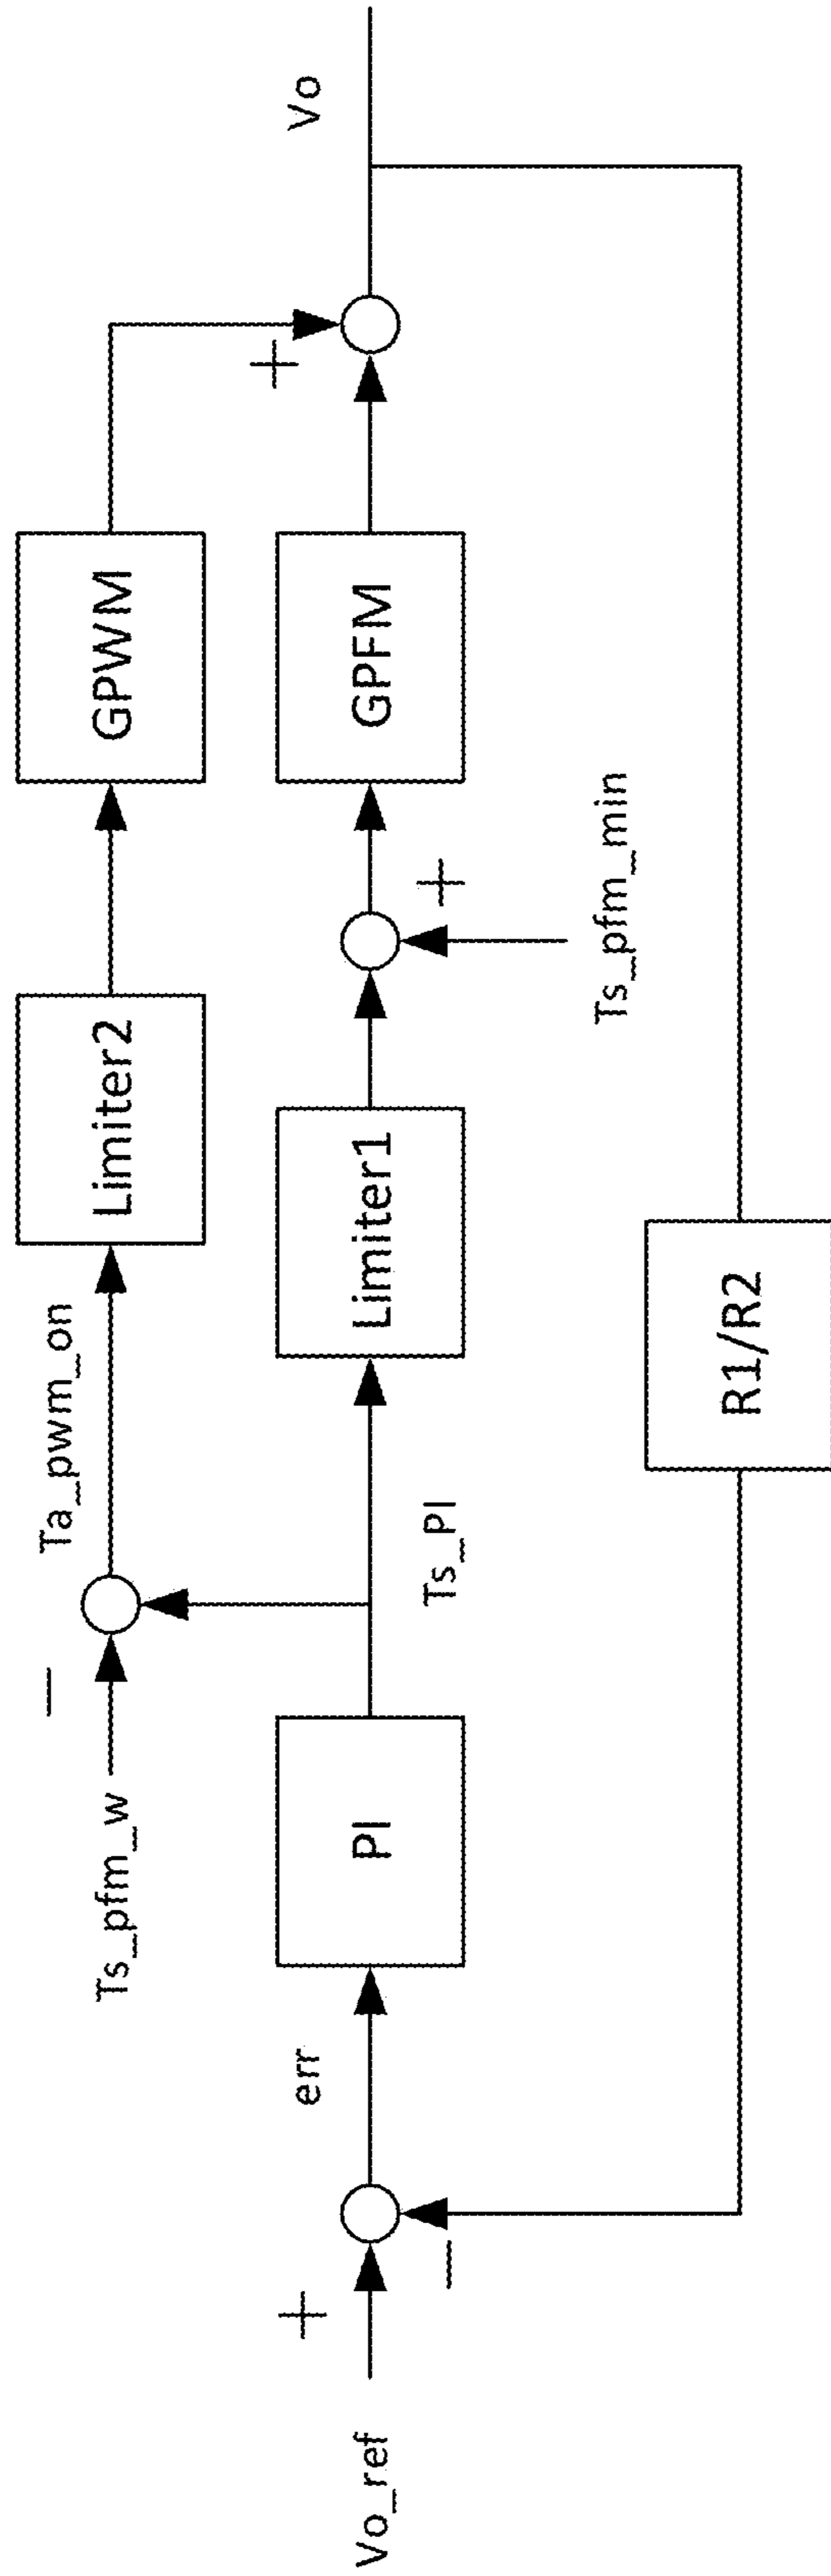 Ts_pfm_w
−
Ta_pwm_on
Limiter2
GPWM
Vo_ref
+
−
err
PI
Ts_PI
Limiter1
+
Ts_pfm_min
GPFM
+
Vo
R1/R2